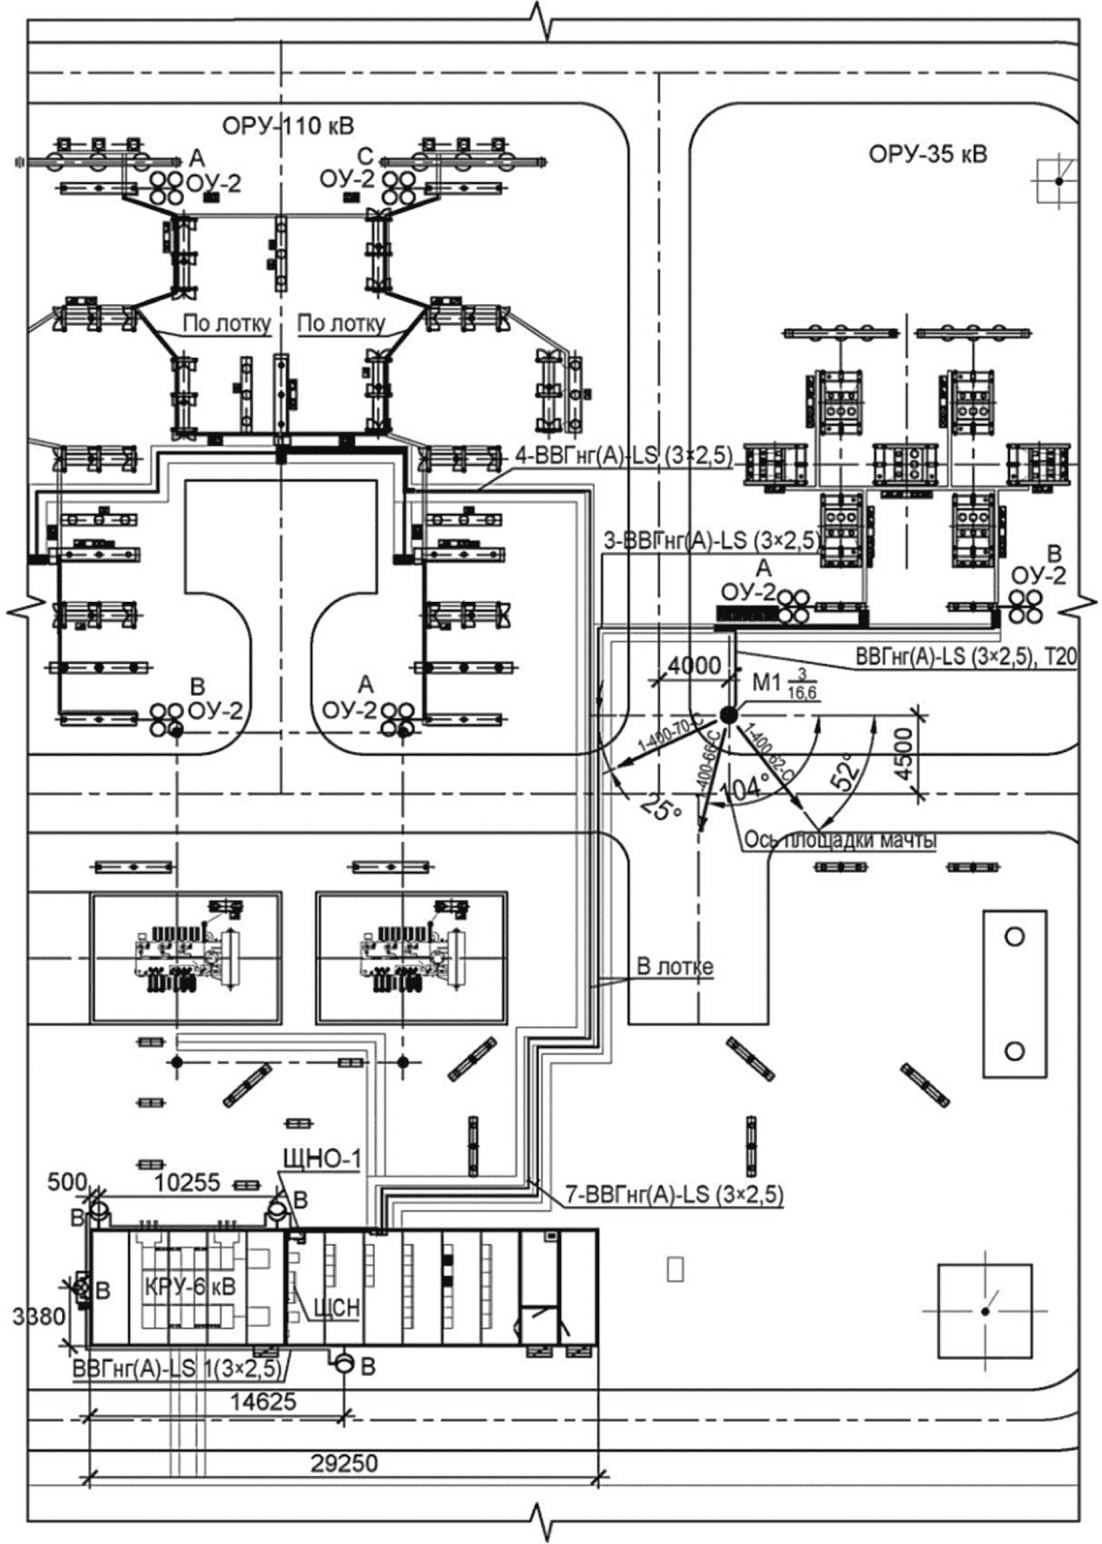 ОРУ-110 кВ
ОРУ-35 кВ
А
ОУ-2
С
ОУ-2
По лотку
По лотку
4-ВВГнг(А)-LS (3×2,5)
3-ВВГнг(А)-LS (3×2,5)
А
ОУ-2
В
ОУ-2
ВВГнг(А)-LS (3×2,5), Т20
4000
М1 3
16,6
В
ОУ-2
А
ОУ-2
1-400-70-С
1-400-66-С
1-400-62-С
104°
52°
25°
4500
Ось площадки мачты
В лотке
ЩНО-1
500
10255
В
В
7-ВВГнг(А)-LS (3×2,5)
В
КРУ-6 кВ
ЩСН
3380
ВВГнг(А)-LS 1(3×2,5)
В
14625
29250